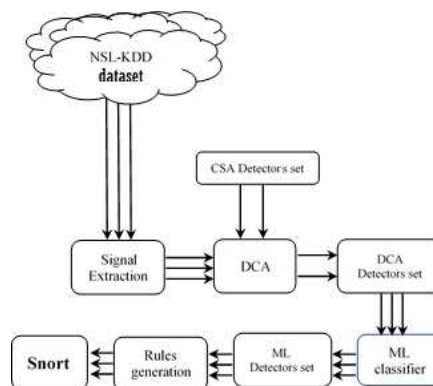 NSL-KDD
dataset
CSA Detectors set
Signal
Extraction
DCA
DCA
Detectors set
Snort
Rules
generation
ML
Detectors set
ML
classifier